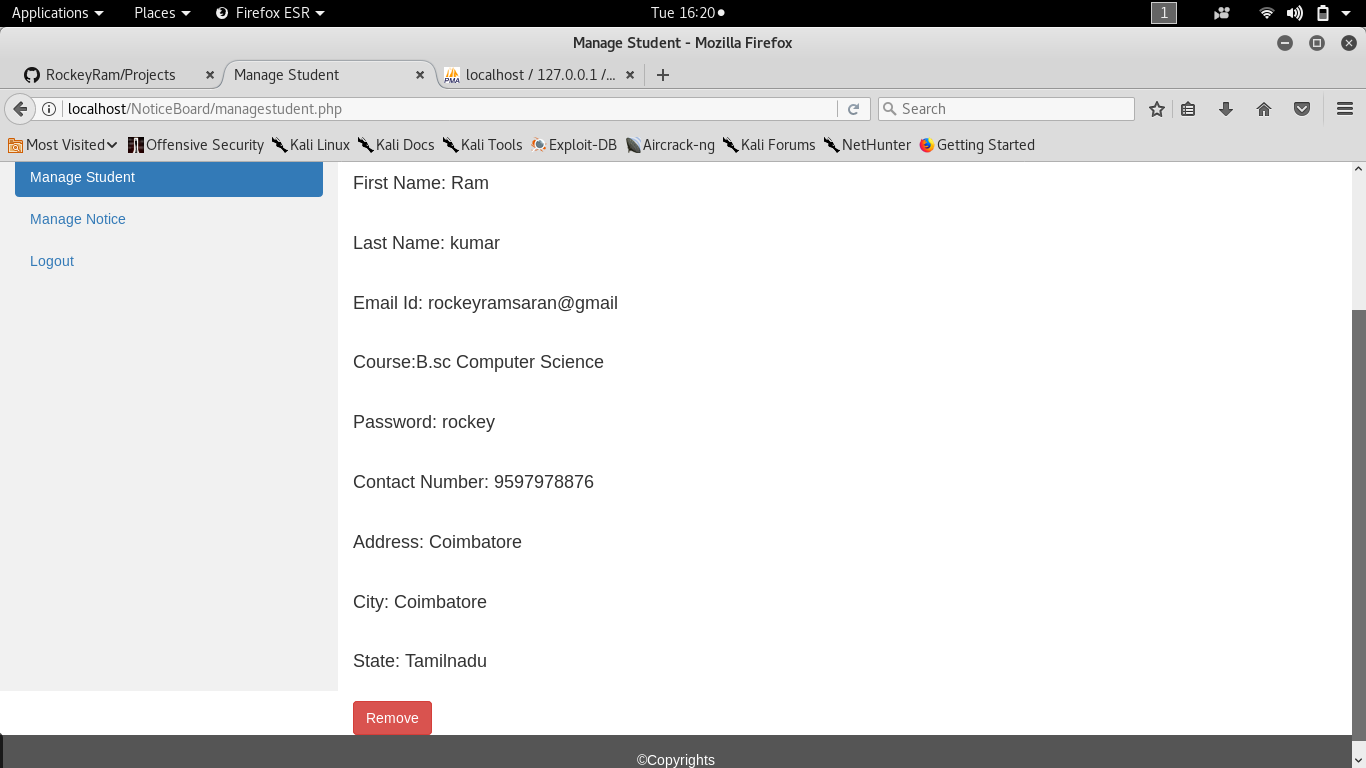 Applications Places Firefox ESR Tue 16:20 1
Manage Student - Mozilla Firefox
RockeyRam/Projects Manage Student PMA localhost / 127.0.0.1 /...
localhost/NoticeBoard/managestudent.php Search
Most Visited Offensive Security Kali Linux Kali Docs Kali Tools Exploit-DB Aircrack-ng Kali Forums NetHunter Getting Started
Manage Student
Manage Notice
Logout
First Name: Ram
Last Name: kumar
Email Id: rockeyramsaran@gmail
Course:B.sc Computer Science
Password: rockey
Contact Number: 9597978876
Address: Coimbatore
City: Coimbatore
State: Tamilnadu
Remove
©Copyrights